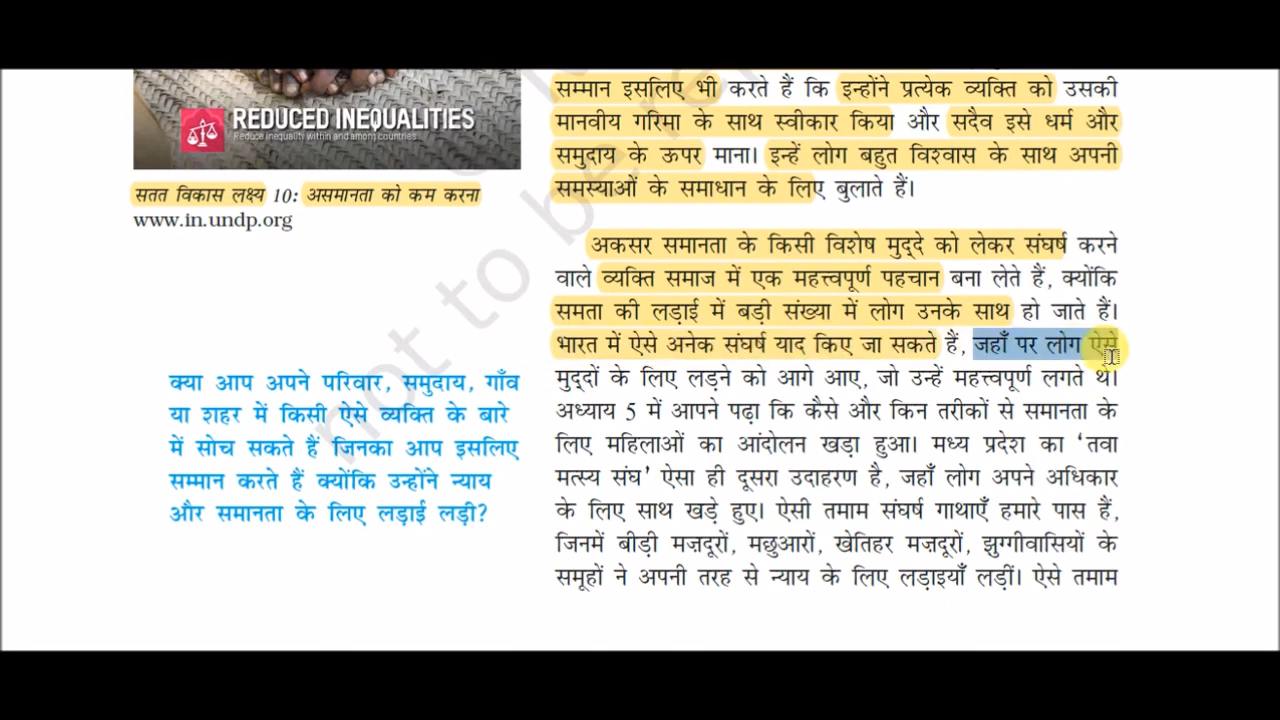 REDUCED INEQUALITIES
Reduce inequality within and among countries
सतत विकास लक्ष्य 10: असमानता को कम करना
www.in.undp.org
क्या आप अपने परिवार, समुदाय, गाँव
या शहर में किसी ऐसे व्यक्ति के बारे
में सोच सकते हैं जिनका आप इसलिए
सम्मान करते हैं क्योंकि उन्होंने न्याय
और समानता के लिए लड़ाई लड़ी?
सम्मान इसलिए भी करते हैं कि इन्होंने प्रत्येक व्यक्ति को उसकी
मानवीय गरिमा के साथ स्वीकार किया और सदैव इसे धर्म और
समुदाय के ऊपर माना। इन्हें लोग बहुत विश्वास के साथ अपनी
समस्याओं के समाधान के लिए बुलाते हैं।
अकसर समानता के किसी विशेष मुद्दे को लेकर संघर्ष करने
वाले व्यक्ति समाज में एक महत्त्वपूर्ण पहचान बना लेते हैं, क्योंकि
समता की लड़ाई में बड़ी संख्या में लोग उनके साथ हो जाते हैं।
भारत में ऐसे अनेक संघर्ष याद किए जा सकते हैं, जहाँ पर लोग ऐसे
मुद्दों के लिए लड़ने को आगे आए, जो उन्हें महत्त्वपूर्ण लगते थे।
अध्याय 5 में आपने पढ़ा कि कैसे और किन तरीकों से समानता के
लिए महिलाओं का आंदोलन खड़ा हुआ। मध्य प्रदेश का ‘तवा
मत्स्य संघ’ ऐसा ही दूसरा उदाहरण है, जहाँ लोग अपने अधिकार
के लिए साथ खड़े हुए। ऐसी तमाम संघर्ष गाथाएँ हमारे पास हैं,
जिनमें बीड़ी मज़दूरों, मछुआरों, खेतिहर मज़दूरों, झुग्गीवासियों के
समूहों ने अपनी तरह से न्याय के लिए लड़ाइयाँ लड़ीं। ऐसे तमाम
not to be re